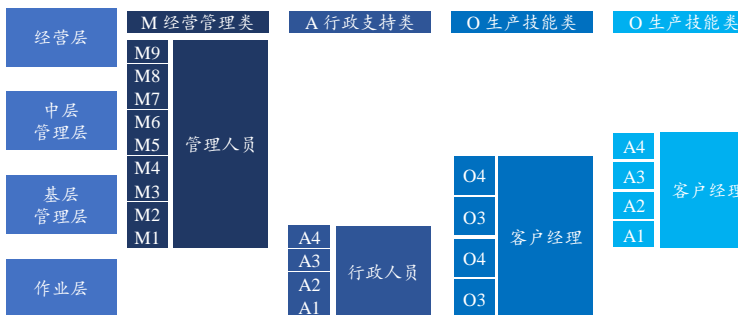 经营层
中层
管理层
基层
管理层
作业层
M 经营管理类
M9
M8
M7
M6
M5
M4
M3
M2
M1
管理人员
A 行政支持类
A4
A3
A2
A1
行政人员
O 生产技能类
O4
O3
O4
O3
客户经理
O 生产技能类
A4
A3
A2
A1
客户经理